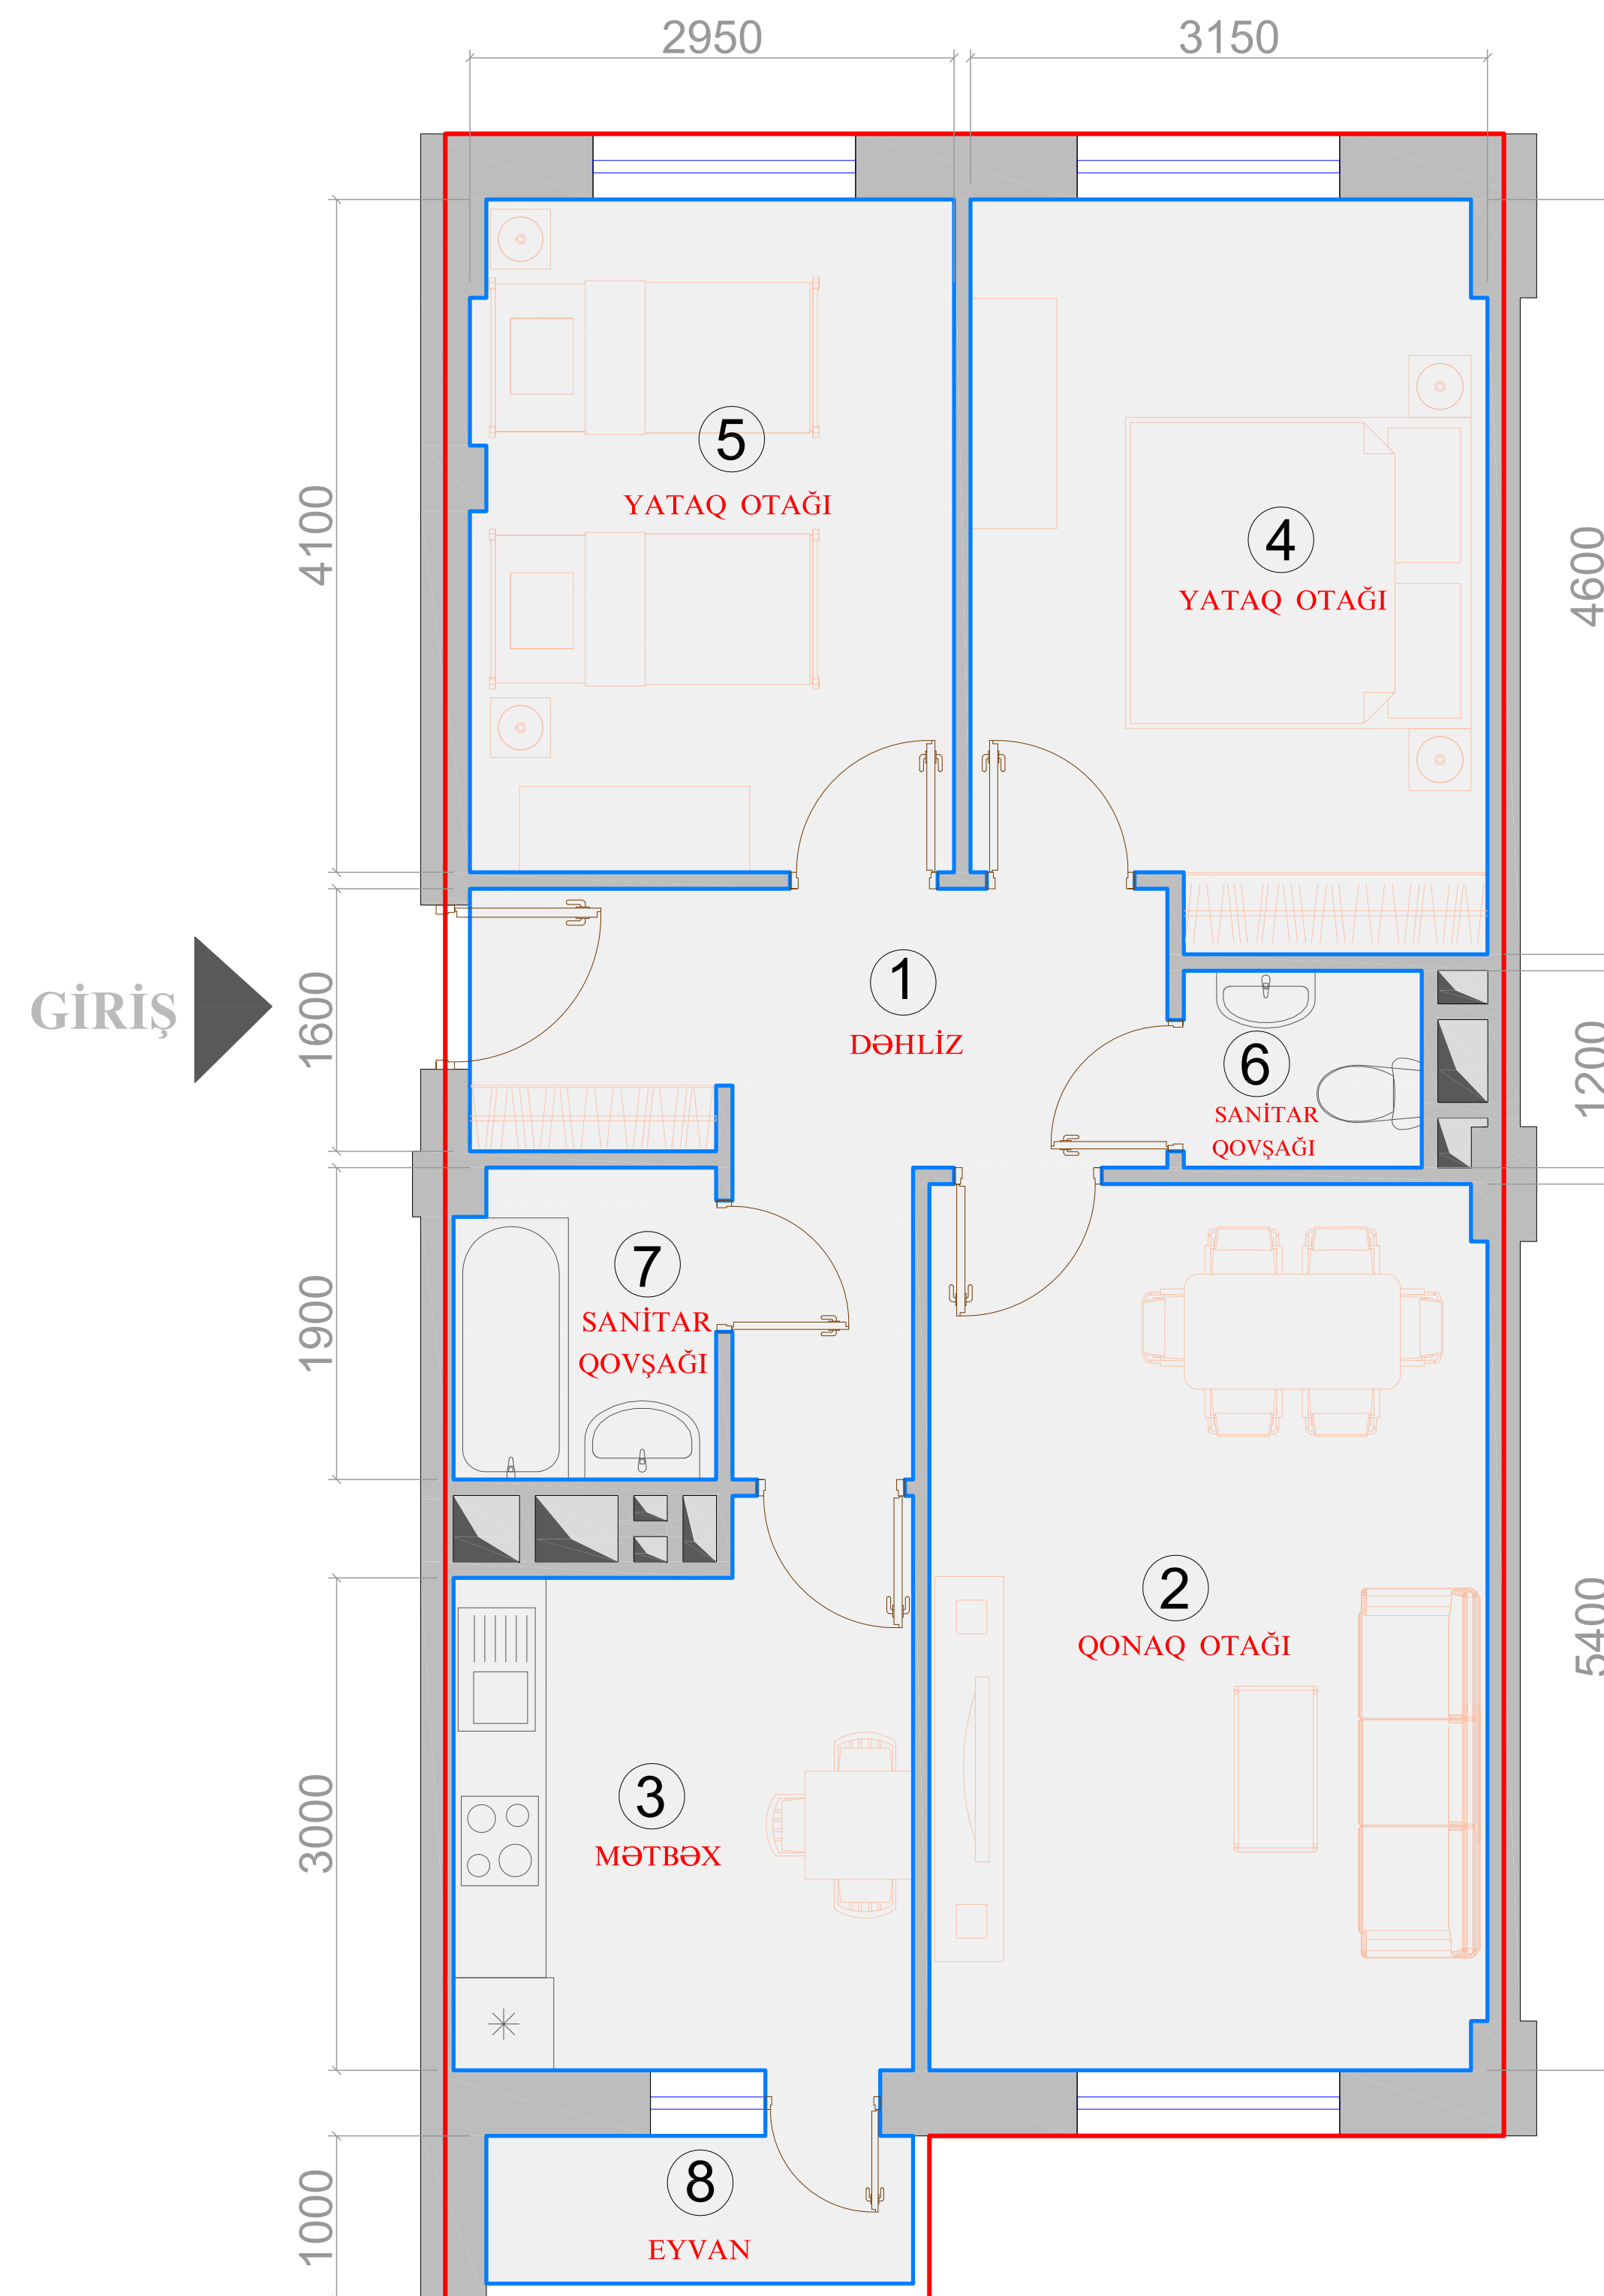 2950
3150
4100
5
YATAQ OTAĞI
4
YATAQ OTAĞI
4600
GİRİŞ
1600
1
DƏHLİZ
6
SANİTAR
QOVŞAĞI
1200
1900
7
SANİTAR
QOVŞAĞI
2
QONAQ OTAĞI
5400
3000
3
MƏTBƏX
1000
8
EYVAN